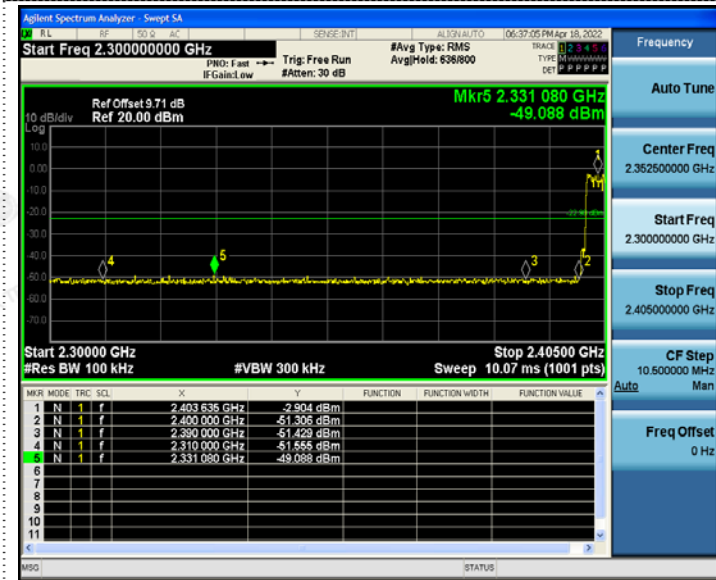 Agilent Spectrum Analyzer - Swept SA
RL RF 50 Ω AC SENSE:INT ALIGN AUTO 06:37:05 PM Apr 18, 2022
Start Freq 2.300000000 GHz #Avg Type: RMS TRACE 1 2 3 4 5 6
PNO: Fast Trig: Free Run Avg|Hold: 636/800 TYPE M
IFGain:Low #Atten: 30 dB DET P P P P P P
Frequency
Auto Tune
Center Freq
2.352500000 GHz
Start Freq
2.300000000 GHz
Stop Freq
2.405000000 GHz
CF Step
10.500000 MHz
Auto Man
Freq Offset
0 Hz
Mkr5 2.331 080 GHz
-49.088 dBm
Ref Offset 9.71 dB
10 dB/div Ref 20.00 dBm
Log
10.0
0.00
-10.0
-20.0
-30.0
-40.0
-50.0
-60.0
-70.0
1
4
5
3
2
Start 2.30000 GHz Stop 2.40500 GHz
#Res BW 100 kHz #VBW 300 kHz Sweep 10.07 ms (1001 pts)
MKR MODE TRC SCL X Y FUNCTION FUNCTION WIDTH FUNCTION VALUE
1 N 1 f 2.403 635 GHz -2.904 dBm
2 N 1 f 2.400 000 GHz -51.306 dBm
3 N 1 f 2.390 000 GHz -51.429 dBm
4 N 1 f 2.310 000 GHz -51.555 dBm
5 N 1 f 2.331 080 GHz -49.088 dBm
6
7
8
9
10
11
MSG STATUS